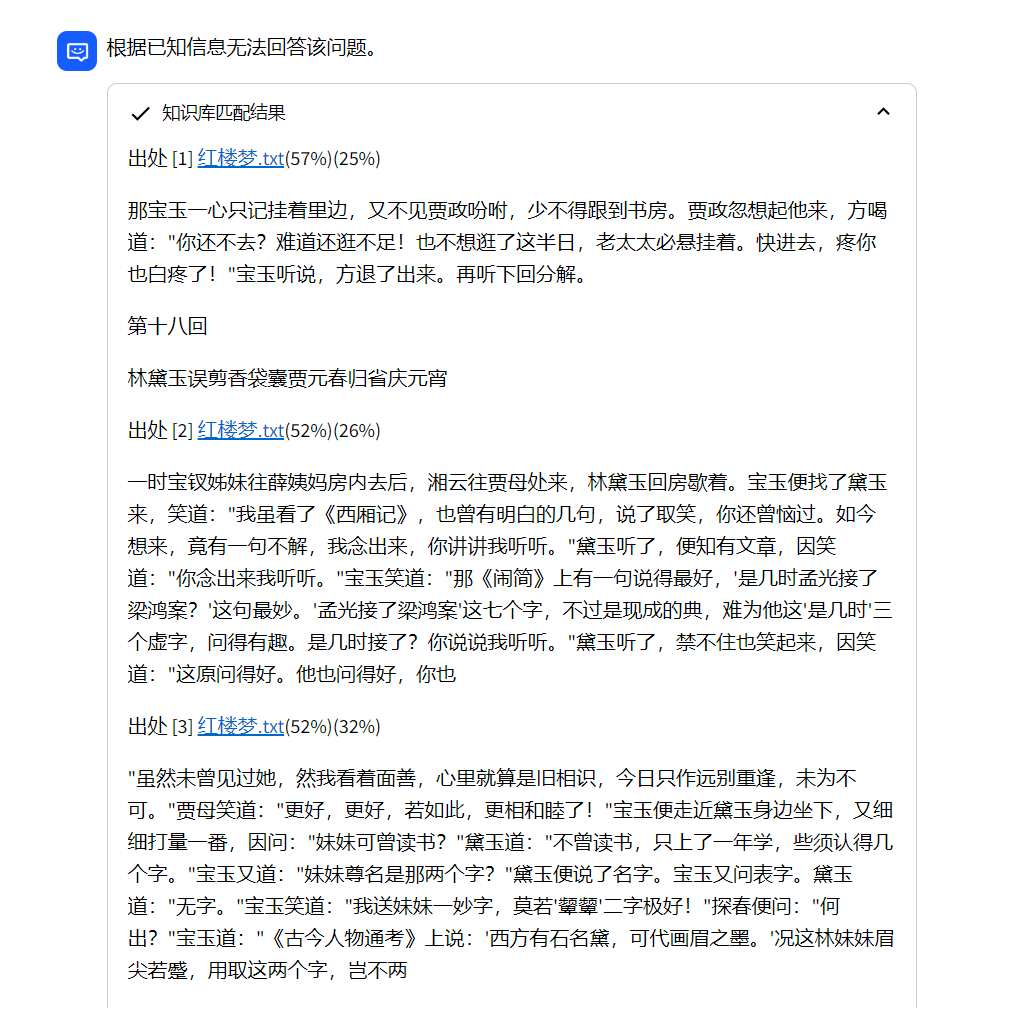 根据已知信息无法回答该问题。
知识库匹配结果
出处 [1] 红楼梦.txt(57%)(25%)
那宝玉一心只记挂着里边，又不见贾政吩咐，少不得跟到书房。贾政忽想起他来，方喝
道："你还不去？难道还逛不足！也不想逛了这半日，老太太必悬挂着。快进去，疼你
也白疼了！"宝玉听说，方退了出来。再听下回分解。
第十八回
林黛玉误剪香袋囊贾元春归省庆元宵
出处 [2] 红楼梦.txt(52%)(26%)
一时宝钗姊妹往薛姨妈房内去后，湘云往贾母处来，林黛玉回房歇着。宝玉便找了黛玉
来，笑道："我虽看了《西厢记》，也曾有明白的几句，说了取笑，你还曾恼过。如今
想来，竟有一句不解，我念出来，你讲讲我听听。"黛玉听了，便知有文章，因笑
道："你念出来我听听。"宝玉笑道："那《闹简》上有一句说得最好，'是几时孟光接了
梁鸿案？'这句最妙。'孟光接了梁鸿案'这七个字，不过是现成的典，难为他这'是几时'三
个虚字，问得有趣。是几时接了？你说说我听听。"黛玉听了，禁不住也笑起来，因笑
道："这原问得好。他也问得好，你也
出处 [3] 红楼梦.txt(52%)(32%)
"虽然未曾见过她，然我看着面善，心里就算是旧相识，今日只作远别重逢，未为不
可。"贾母笑道："更好，更好，若如此，更相和睦了！"宝玉便走近黛玉身边坐下，又细
细打量一番，因问："妹妹可曾读书？"黛玉道："不曾读书，只上了一年学，些须认得几
个字。"宝玉又道："妹妹尊名是那两个字？"黛玉便说了名字。宝玉又问表字。黛玉
道："无字。"宝玉笑道："我送妹妹一妙字，莫若'颦颦'二字极好！"探春便问："何
出？"宝玉道："《古今人物通考》上说：'西方有石名黛，可代画眉之墨。'况这林妹妹眉
尖若蹙，用取这两个字，岂不两